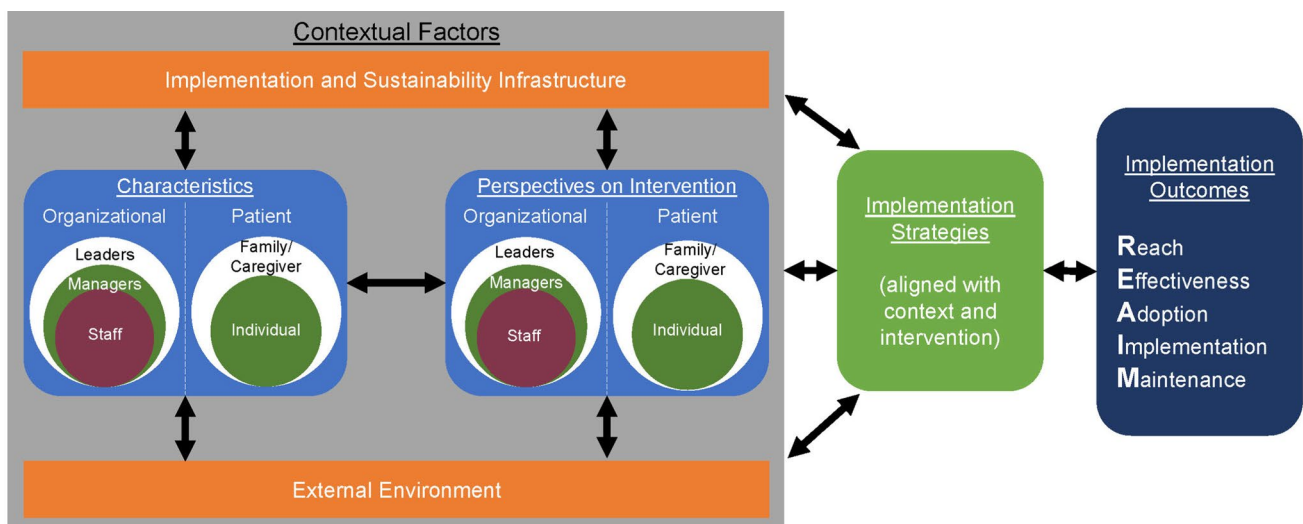 Contextual Factors
Implementation and Sustainability Infrastructure
Characteristics
Organizational
Patient
Leaders
Managers
Staff
Family/
Caregiver
Individual
Perspectives on Intervention
Organizational
Patient
Leaders
Managers
Staff
Family/
Caregiver
Individual
External Environment
Implementation
Strategies
(aligned with
context and
intervention)
Implementation
Outcomes
Reach
Effectiveness
Adoption
Implementation
Maintenance